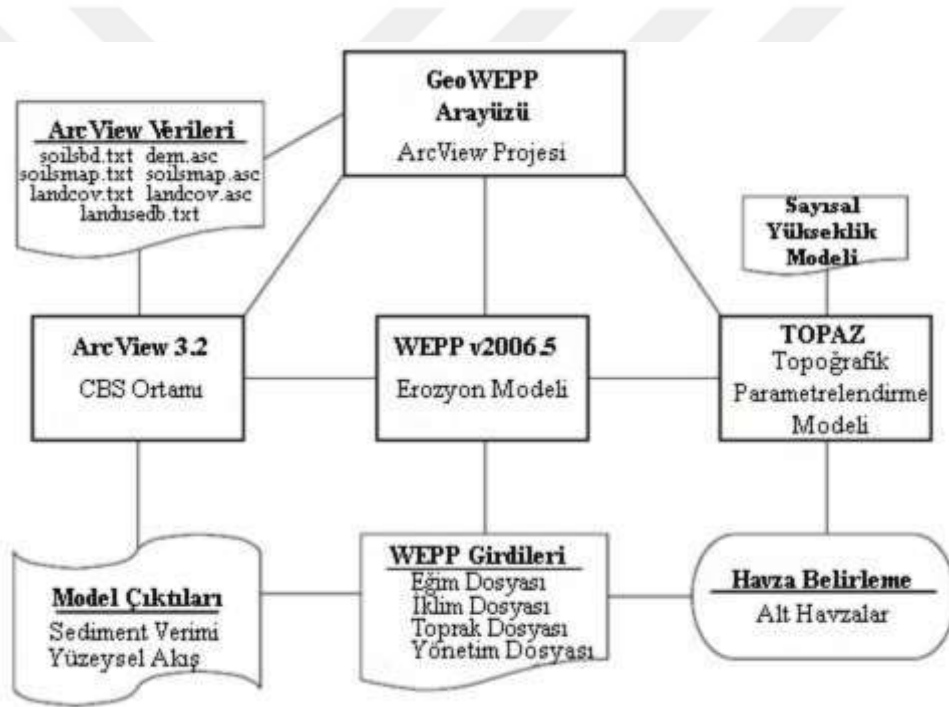 GeoWEPP
Arayüzü
ArcView Projesi
ArcView Verileri
soilsbd.txt dem.asc
soilsmap.txt soilsmap.asc
landcov.txt landcov.asc
landusedb.txt
Sayısal
Yükseklik
Modeli
ArcView 3.2
CBS Ortamı
WEPP v2006.5
Erozyon Modeli
TOPAZ
Topoğrafik
Parametrelendirme
Modeli
Model Çıktıları
Sediment Verimi
Yüzeysel Akış
WEPP Girdileri
Eğim Dosyası
İklim Dosyası
Toprak Dosyası
Yönetim Dosyası
Havza Belirleme
Alt Havzalar